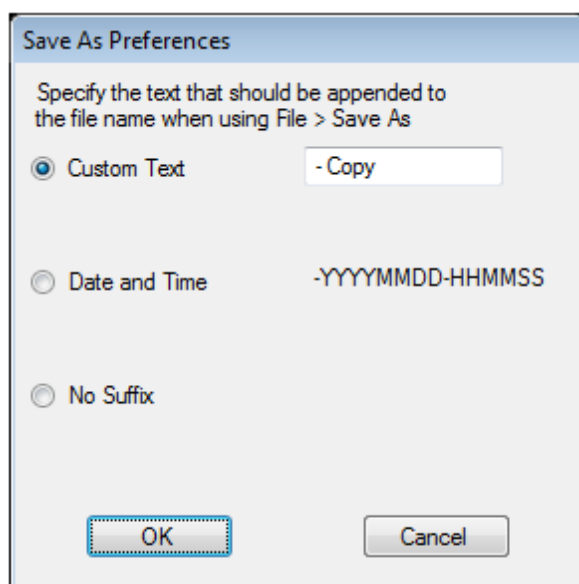 Save As Preferences
Specify the text that should be appended to
the file name when using File > Save As
Custom Text - Copy
Date and Time -YYYYMMDD-HHMMSS
No Suffix
OK Cancel